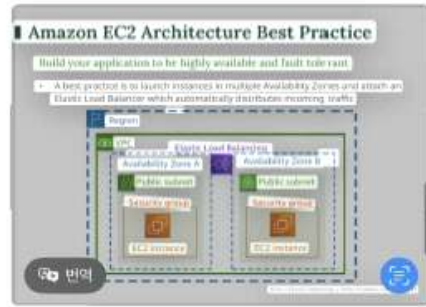 Amazon EC2 Architecture Best Practice
Build your application to be highly available and fault tolerant
• A best practice is to launch instances in multiple Availability Zones and attach an
Elastic Load Balancer which automatically distributes incoming traffic
Region
VPC
Elastic Load Balancing
Availability Zone A
Availability Zone B
Public subnet
Public subnet
Security group
Security group
EC2 instance
EC2 instance
번역